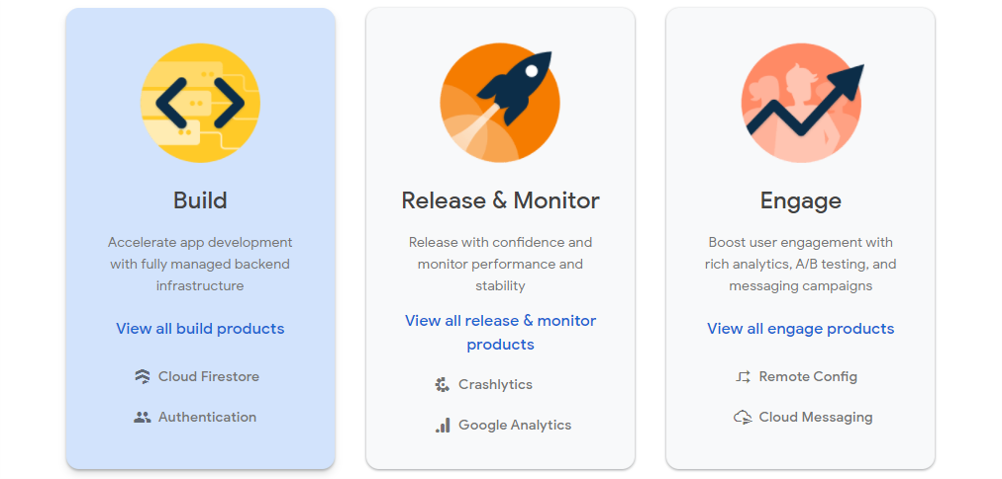 Build
Accelerate app development
with fully managed backend
infrastructure
View all build products
Cloud Firestore
Authentication
Release & Monitor
Release with confidence and
monitor performance and
stability
View all release & monitor
products
Crashlytics
Google Analytics
Engage
Boost user engagement with
rich analytics, A/B testing, and
messaging campaigns
View all engage products
Remote Config
Cloud Messaging